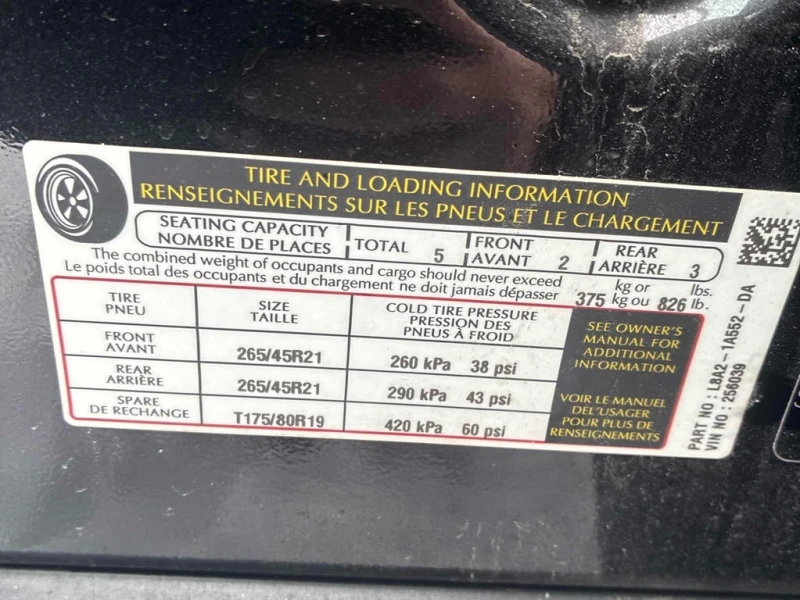 TIRE AND LOADING INFORMATION
RENSEIGNEMENTS SUR LES PNEUS ET LE CHARGEMENT
SEATING CAPACITY
NOMBRE DE PLACES
TOTAL 5
FRONT
AVANT 2
REAR
ARRIÈRE 3
The combined weight of occupants and cargo should never exceed
Le poids total des occupants et du chargement ne doit jamais dépasser
375 kg or
kg ou 826 lbs.
lb.
TIRE
PNEU
SIZE
TAILLE
COLD TIRE PRESSURE
PRESSION DES
PNEUS À FROID
FRONT
AVANT
265/45R21
260 kPa 38 psi
REAR
ARRIÈRE
265/45R21
290 kPa 43 psi
SPARE
DE RECHANGE
T175/80R19
420 kPa 60 psi
SEE OWNER'S
MANUAL FOR
ADDITIONAL
INFORMATION
VOIR LE MANUEL
DEL'USAGER
POUR PLUS DE
RENSEIGNEMENTS
PART NO : L8A2-1A552-DA
VIN NO : 256039